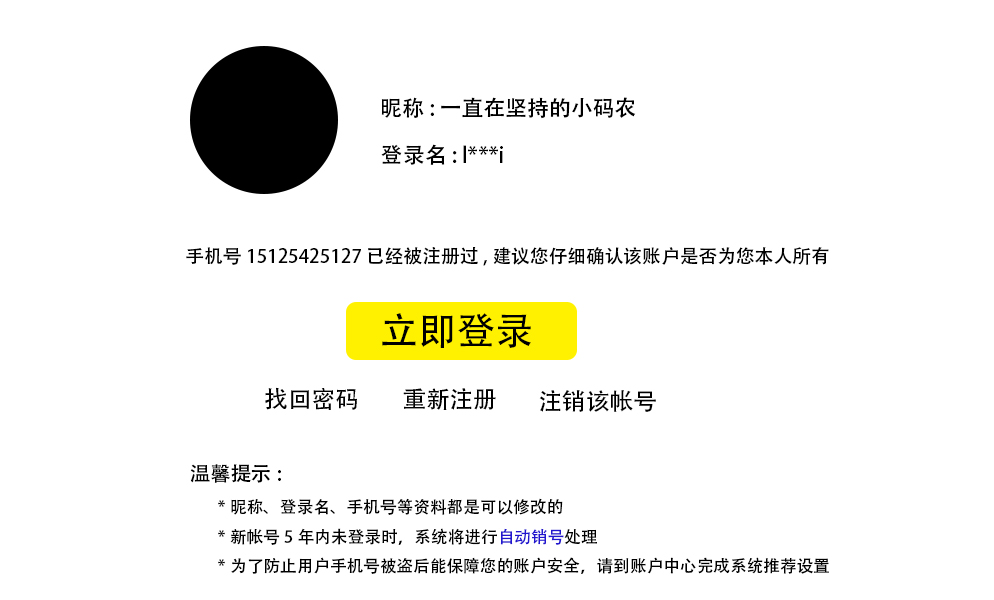 昵称 : 一直在坚持的小码农
登录名 : l***i
手机号 15125425127 已经被注册过 , 建议您仔细确认该账户是否为您本人所有
立即登录
找回密码 重新注册 注销该帐号
温馨提示 :
* 昵称、登录名、手机号等资料都是可以修改的
* 新帐号 5 年内未登录时，系统将进行自动销号处理
* 为了防止用户手机号被盗后能保障您的账户安全，请到账户中心完成系统推荐设置